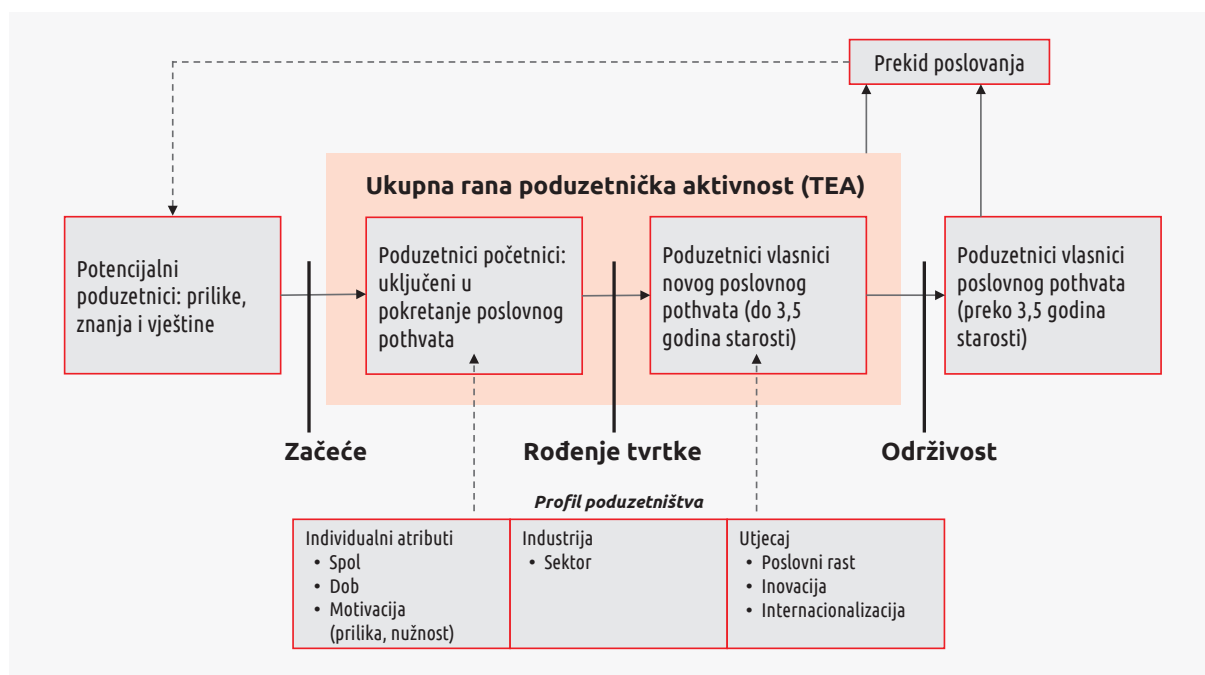 Prekid poslovanja
Ukupna rana poduzetnička aktivnost (TEA)
Potencijalni
poduzetnici: prilike,
znanja i vještine
Poduzetnici početnici:
uključeni u
pokretanje poslovnog
pothvata
Poduzetnici vlasnici
novog poslovnog
pothvata (do 3,5
godina starosti)
Poduzetnici vlasnici
poslovnog pothvata
(preko 3,5 godina
starosti)
Začeće
Rođenje tvrtke
Održivost
Profil poduzetništva
Individualni atributi
• Spol
• Dob
• Motivacija
(prilika, nužnost)
Industrija
• Sektor
Utjecaj
• Poslovni rast
• Inovacija
• Internacionalizacija